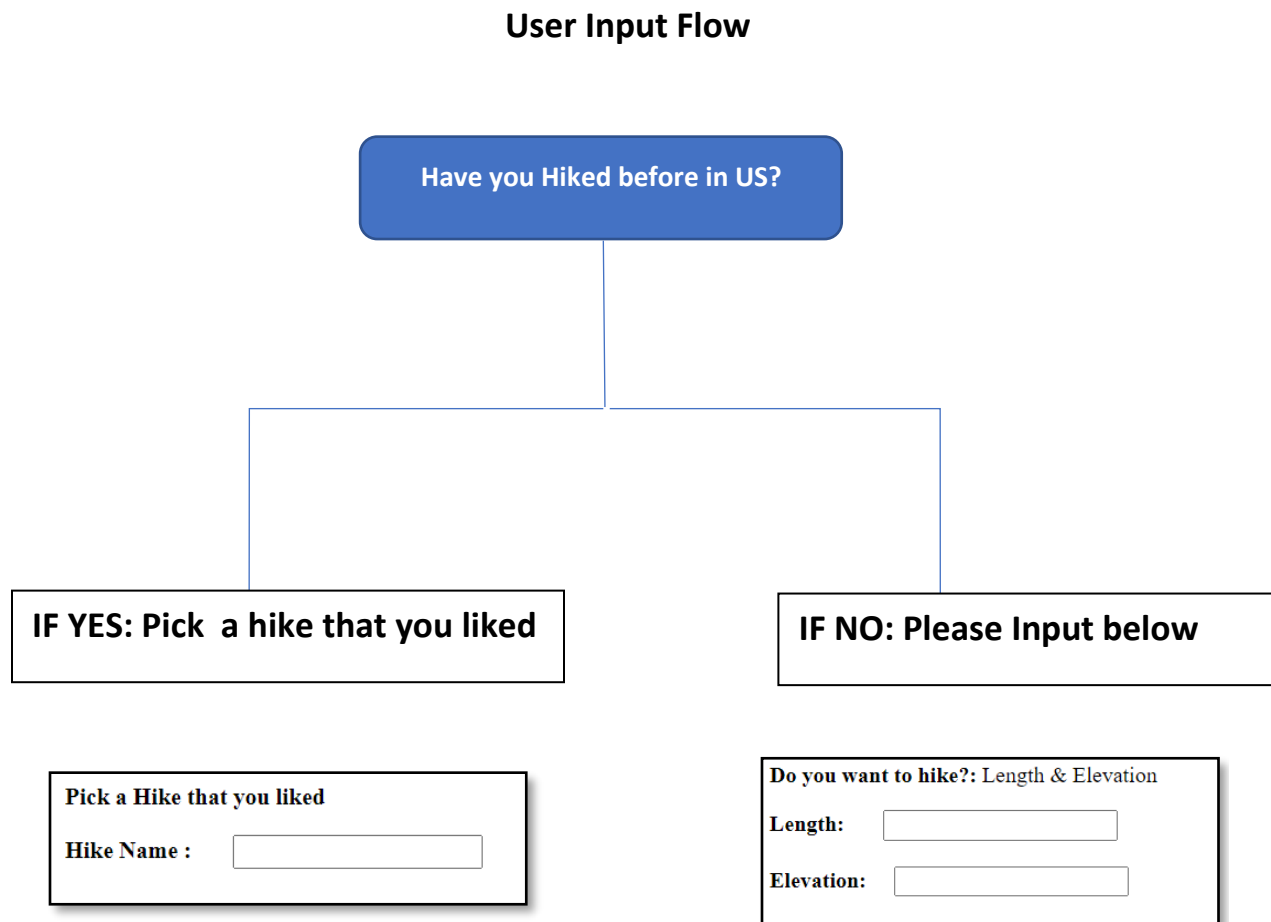 User Input Flow
Have you Hiked before in US?
IF YES: Pick  a hike that you liked
IF NO: Please Input below
Pick a Hike that you liked
Hike Name :
Do you want to hike?: Length & Elevation
Length:
Elevation: